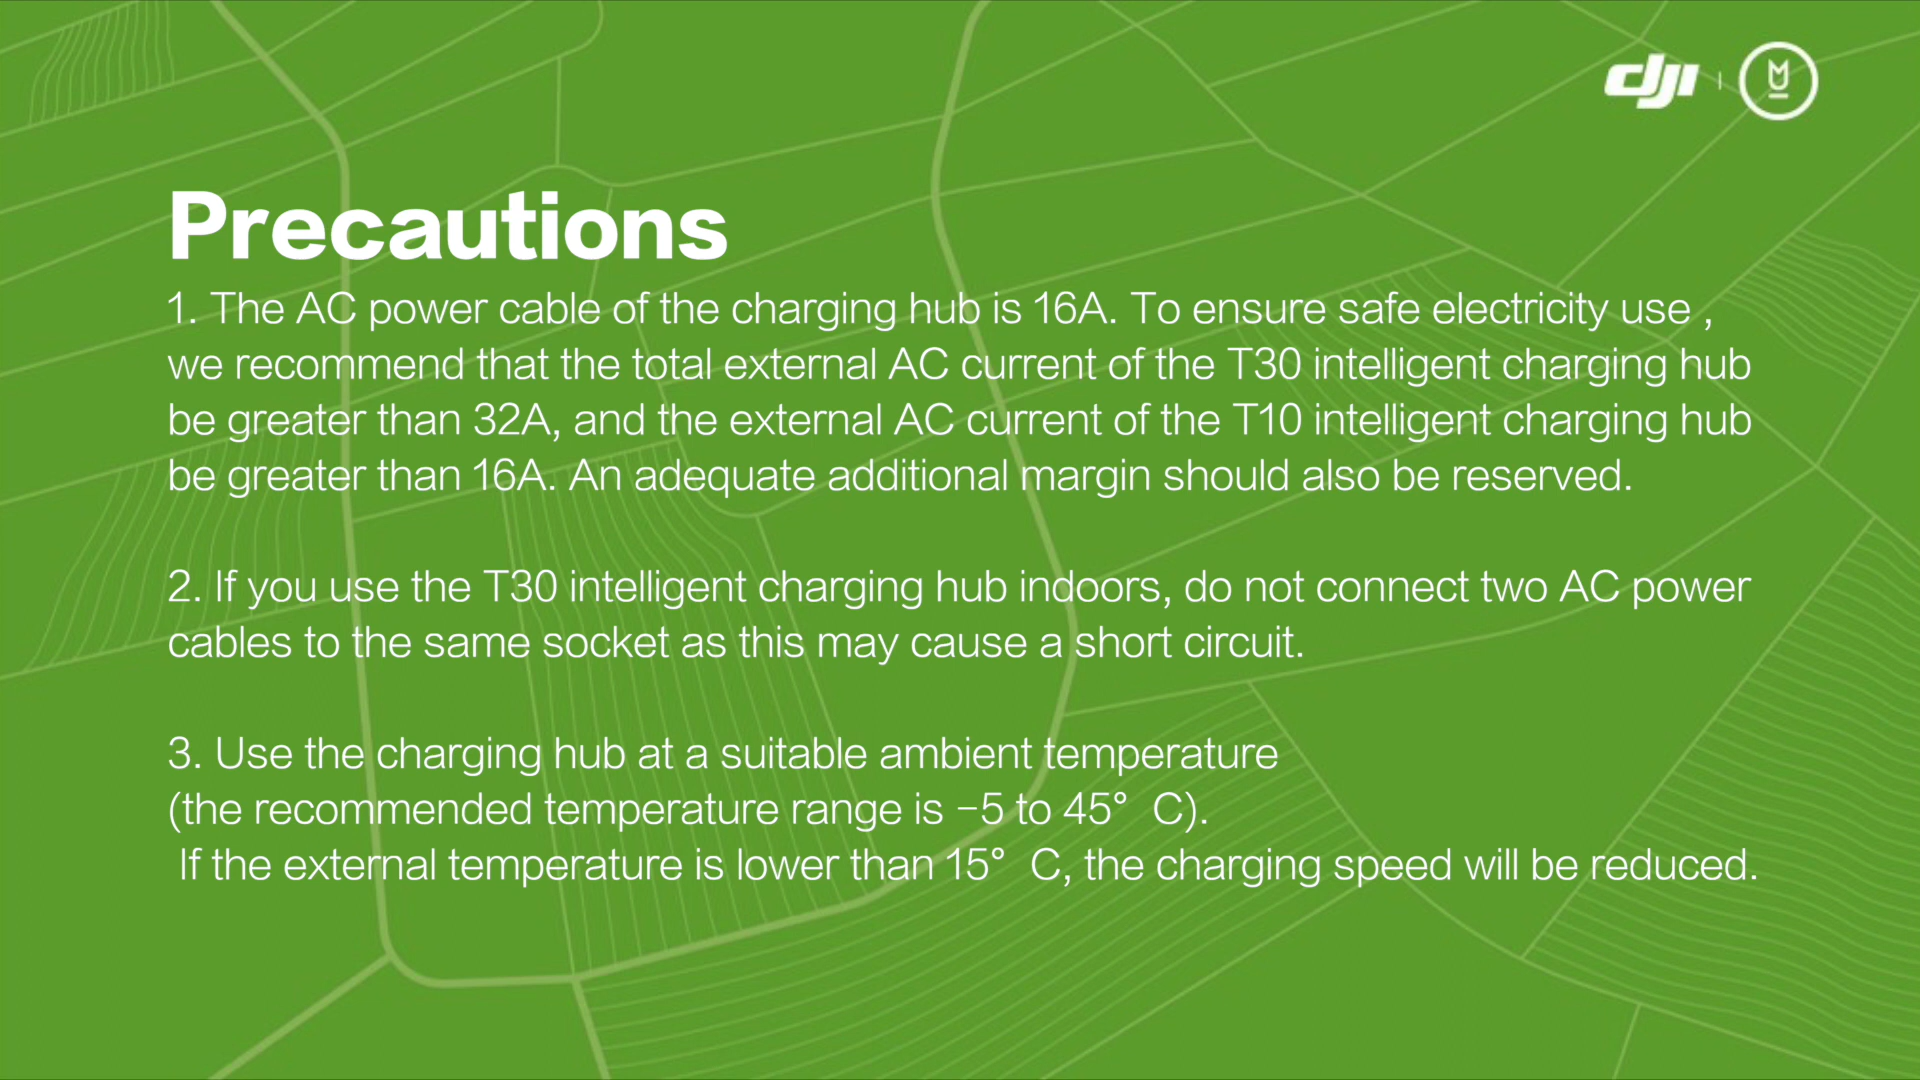 dji
Precautions
1. The AC power cable of the charging hub is 16A. To ensure safe electricity use ,
we recommend that the total external AC current of the T30 intelligent charging hub
be greater than 32A, and the external AC current of the T10 intelligent charging hub
be greater than 16A. An adequate additional margin should also be reserved.
2. If you use the T30 intelligent charging hub indoors, do not connect two AC power
cables to the same socket as this may cause a short circuit.
3. Use the charging hub at a suitable ambient temperature
(the recommended temperature range is −5 to 45° C).
If the external temperature is lower than 15° C, the charging speed will be reduced.